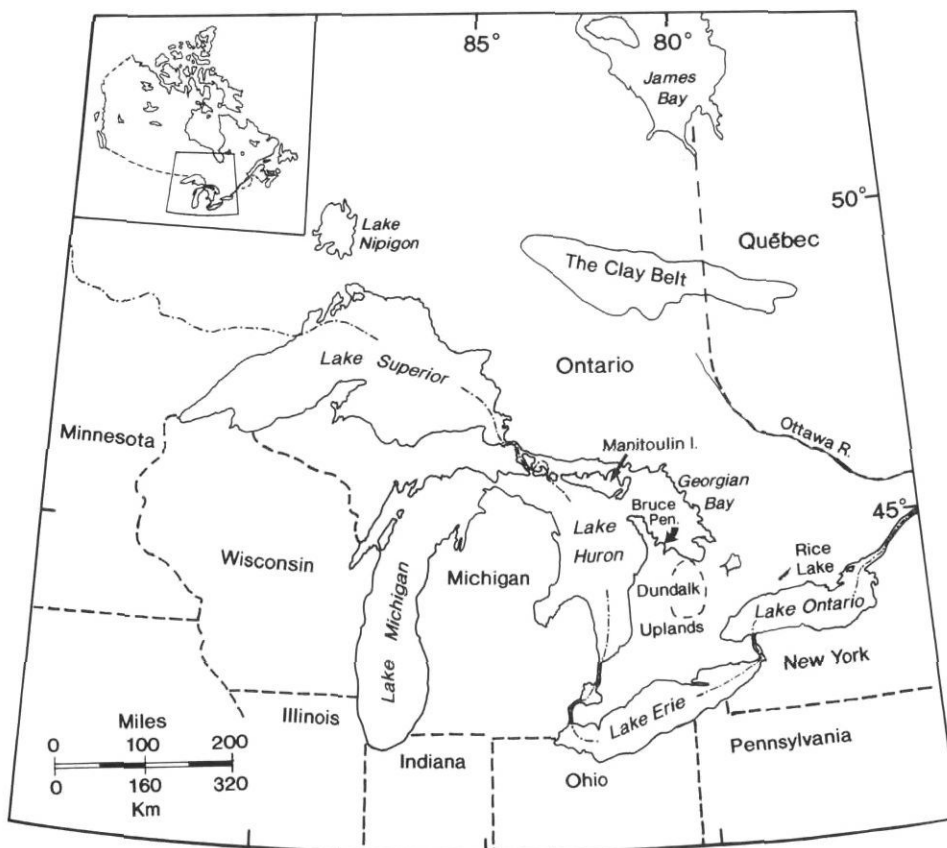 85°
80°
James
Bay
50°
Lake
Nipigon
Québec
The Clay Belt
Ontario
Lake Superior
Minnesota
Ottawa R.
Manitoulin I.
Georgian
Bay
45°
Bruce
Pen.
Lake
Huron
Rice
Lake
Wisconsin
Michigan
Lake Michigan
Dundalk
Uplands
Lake Ontario
New York
Lake Erie
Illinois
Indiana
Ohio
Pennsylvania
Miles
0 100 200
0 160 320
Km